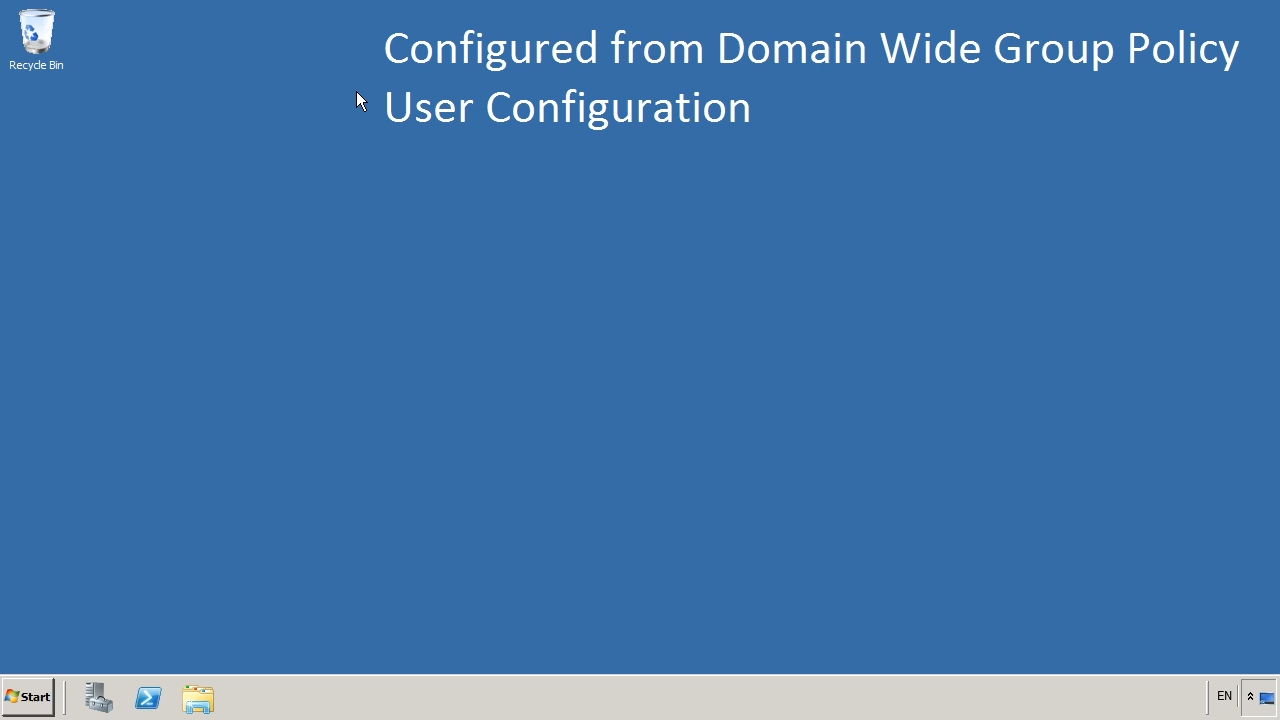 Configured from Domain Wide Group Policy
User Configuration
Recycle Bin
Start
EN